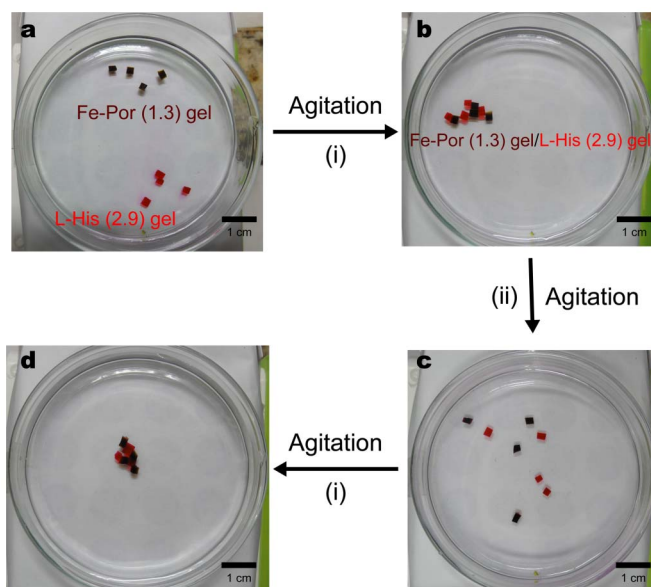 a
Fe-Por (1.3) gel
L-His (2.9) gel
1 cm
Agitation
(i)
b
Fe-Por (1.3) gel/L-His (2.9) gel
1 cm
(ii) Agitation
d
1 cm
Agitation
(i)
c
1 cm